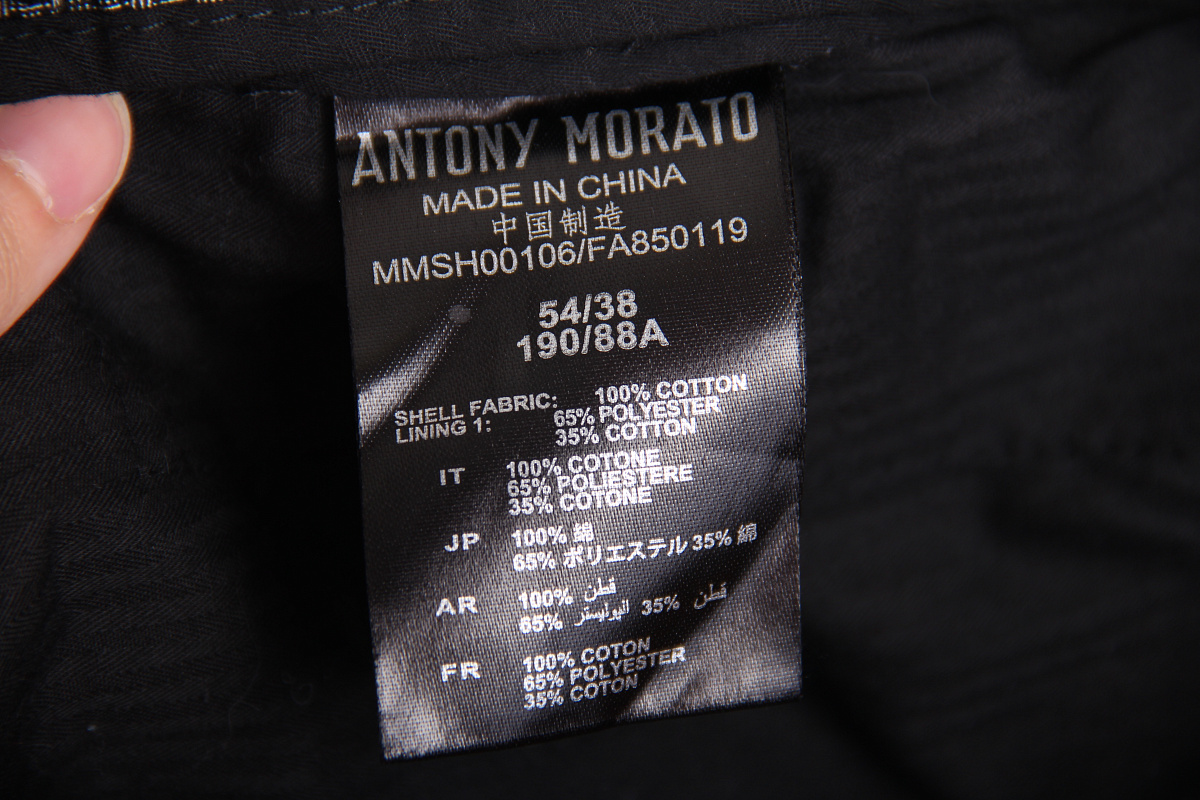 ANTONY MORATO
MADE IN CHINA
中国制造
MMSH00106/FA850119
54/38
190/88A
SHELL FABRIC: 100% COTTON
LINING 1: 65% POLYESTER
35% COTTON
IT 100% COTONE
65% POLIESTERE
35% COTONE
JP 100% 綿
65% ポリエステル 35% 綿
AR 100% قطن
65% البوليستر 35% قطن
FR 100% COTON
65% POLYESTER
35% COTON